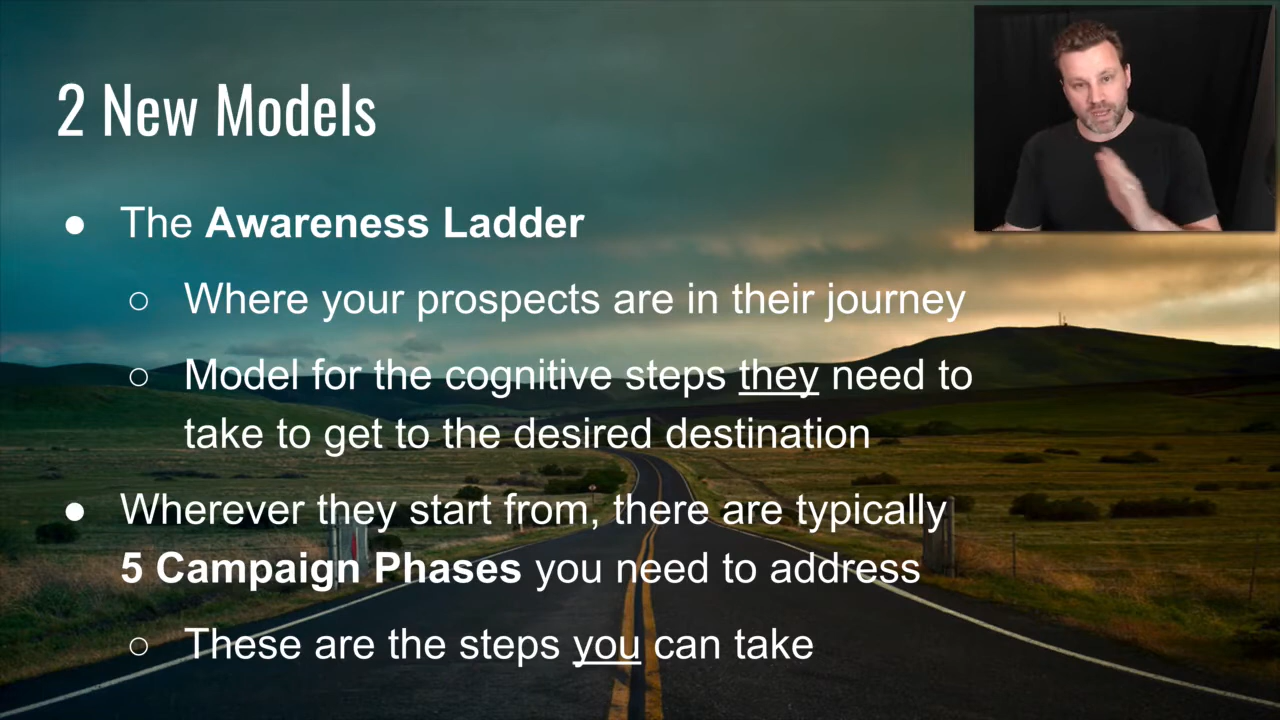 2 New Models
● The Awareness Ladder
○ Where your prospects are in their journey
○ Model for the cognitive steps they need to
take to get to the desired destination
● Wherever they start from, there are typically
5 Campaign Phases you need to address
○ These are the steps you can take